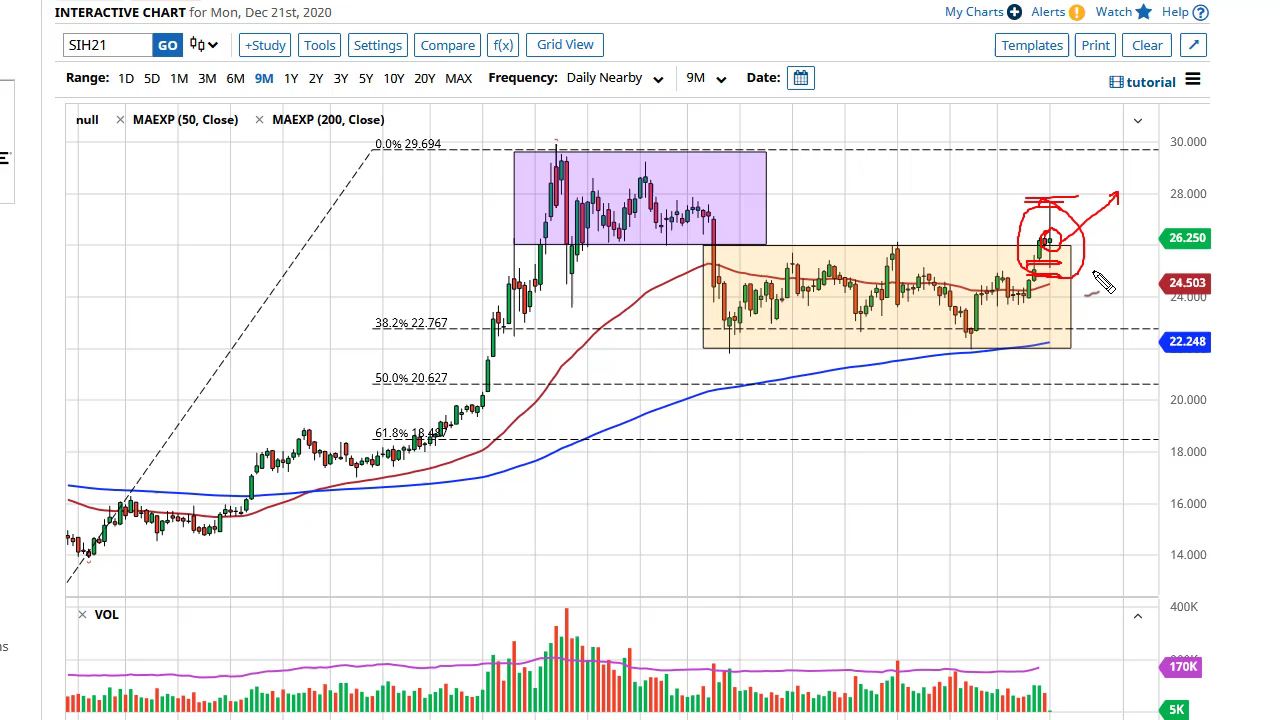 INTERACTIVE CHART for Mon, Dec 21st, 2020
My Charts Alerts Watch Help
SIH21 GO +Study Tools Settings Compare f(x) Grid View Templates Print Clear
Range: 1D 5D 1M 3M 6M 9M 1Y 2Y 3Y 5Y 10Y 20Y MAX Frequency: Daily Nearby 9M Date: tutorial
null × MAEXP (50, Close) × MAEXP (200, Close)
0.0% 29.694
30.000
28.000
26.250
24.503
24.000
38.2% 22.767
22.248
50.0% 20.627
20.000
61.8% 18.487
18.000
16.000
14.000
× VOL
400K
170K
5K